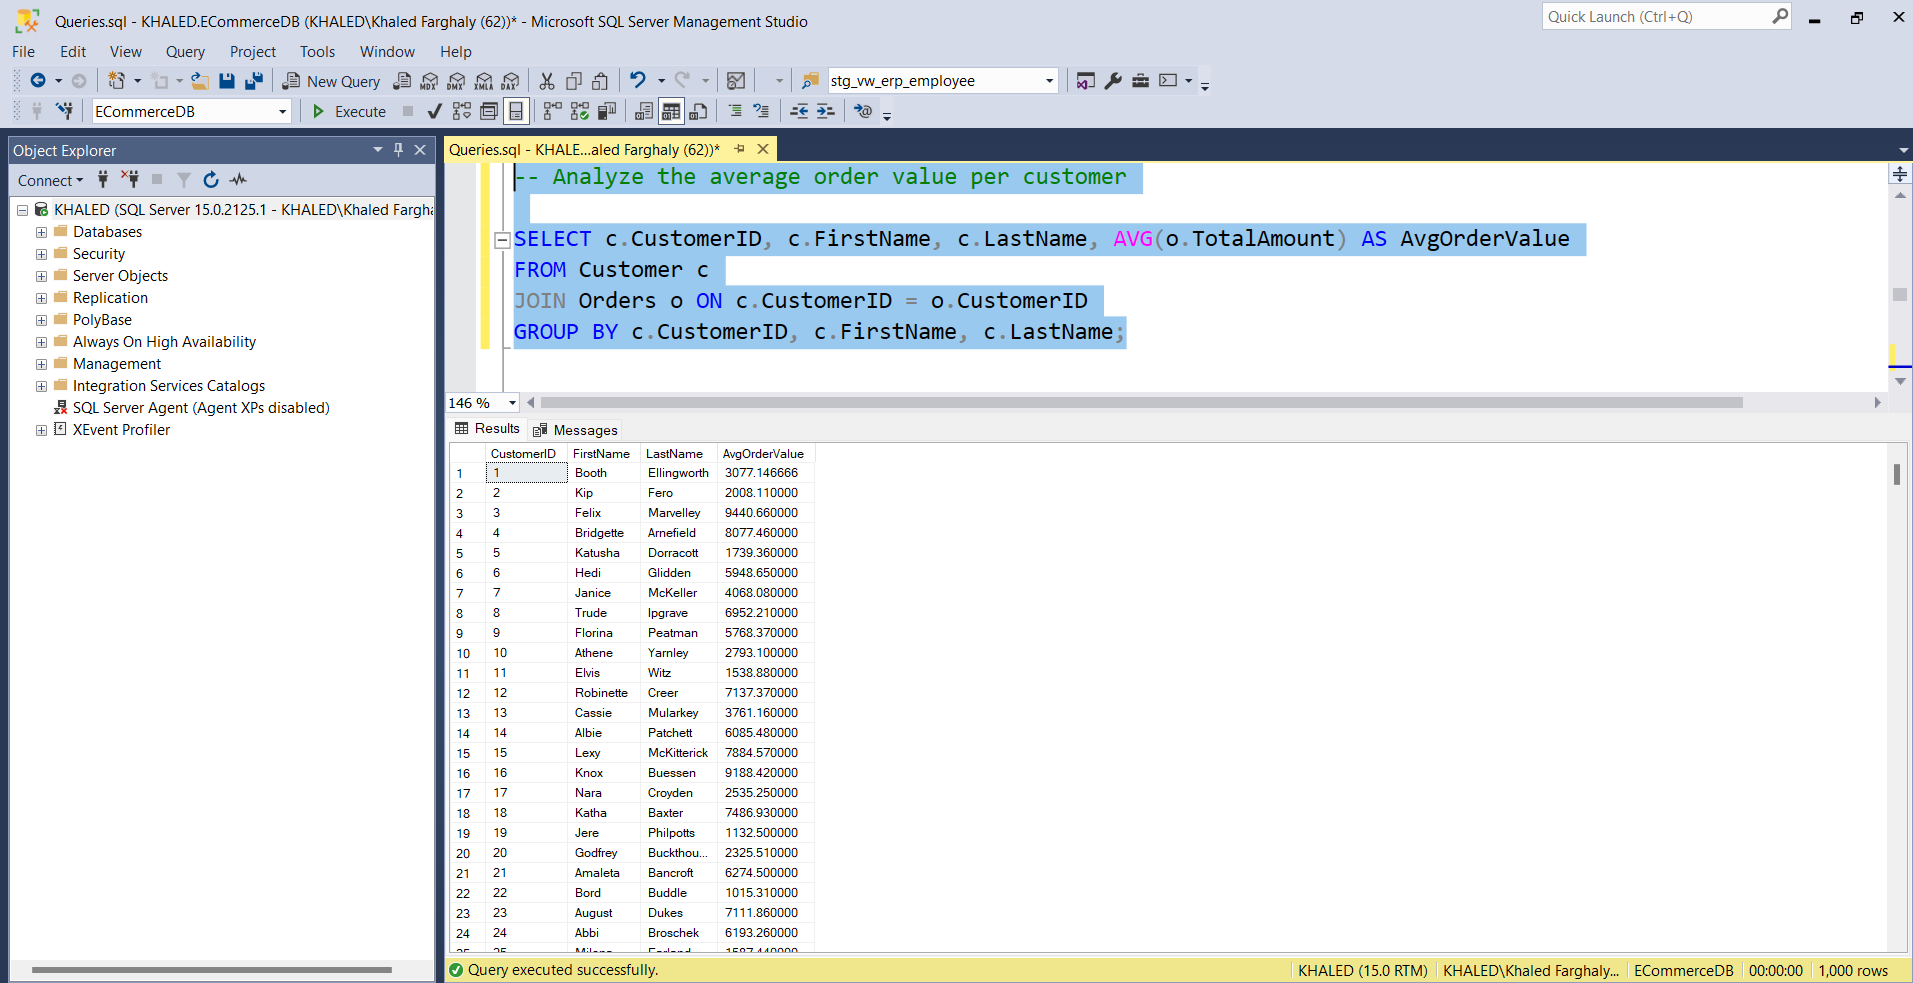 Queries.sql - KHALED.ECommerceDB (KHALED\Khaled Farghaly (62))* - Microsoft SQL Server Management Studio
Quick Launch (Ctrl+Q)
File Edit View Query Project Tools Window Help
New Query MDX DMX XMLA DAX stg_vw_erp_employee
ECommerceDB Execute
Object Explorer
Connect
KHALED (SQL Server 15.0.2125.1 - KHALED\Khaled Fargha
Databases
Security
Server Objects
Replication
PolyBase
Always On High Availability
Management
Integration Services Catalogs
SQL Server Agent (Agent XPs disabled)
XEvent Profiler
Queries.sql - KHALE...aled Farghaly (62))*
-- Analyze the average order value per customer
SELECT c.CustomerID, c.FirstName, c.LastName, AVG(o.TotalAmount) AS AvgOrderValue
FROM Customer c
JOIN Orders o ON c.CustomerID = o.CustomerID
GROUP BY c.CustomerID, c.FirstName, c.LastName;
146 %
Results Messages
CustomerID FirstName LastName AvgOrderValue
1 1 Booth Ellingworth 3077.146666
2 2 Kip Fero 2008.110000
3 3 Felix Marvelley 9440.660000
4 4 Bridgette Arnefield 8077.460000
5 5 Katusha Dorracott 1739.360000
6 6 Hedi Glidden 5948.650000
7 7 Janice McKeller 4068.080000
8 8 Trude Ipgrave 6952.210000
9 9 Florina Peatman 5768.370000
10 10 Athene Yarnley 2793.100000
11 11 Elvis Witz 1538.880000
12 12 Robinette Creer 7137.370000
13 13 Cassie Mularkey 3761.160000
14 14 Albie Patchett 6085.480000
15 15 Lexy McKitterick 7884.570000
16 16 Knox Buessen 9188.420000
17 17 Nara Croyden 2535.250000
18 18 Katha Baxter 7486.930000
19 19 Jere Philpotts 1132.500000
20 20 Godfrey Buckthou... 2325.510000
21 21 Amaleta Bancroft 6274.500000
22 22 Bord Buddle 1015.310000
23 23 August Dukes 7111.860000
24 24 Abbi Broschek 6193.260000
Query executed successfully.
KHALED (15.0 RTM) KHALED\Khaled Farghaly... ECommerceDB 00:00:00 1,000 rows